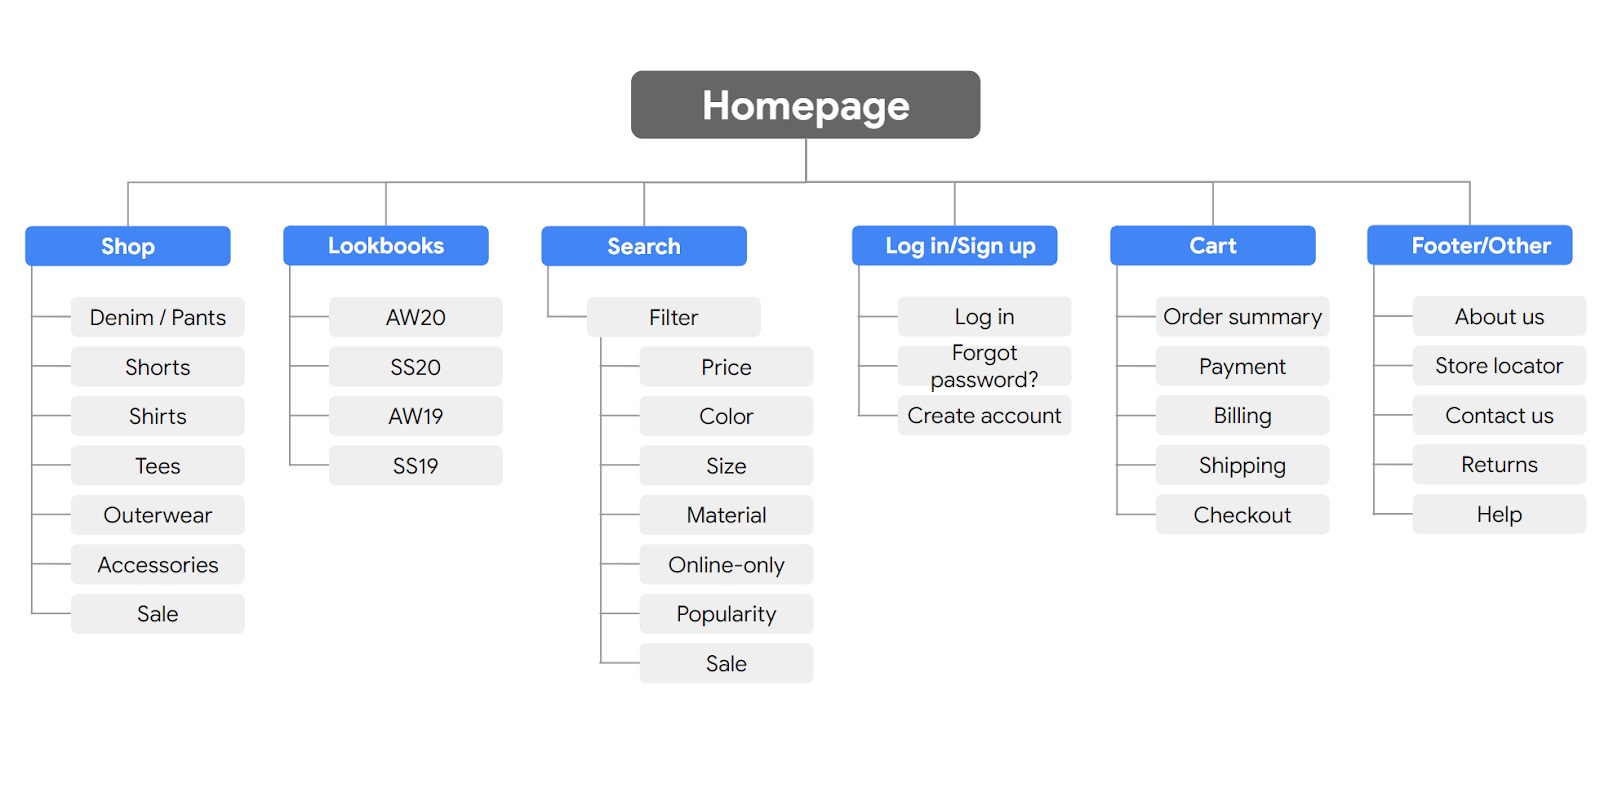 Homepage
Shop
Denim / Pants
Shorts
Shirts
Tees
Outerwear
Accessories
Sale
Lookbooks
AW20
SS20
AW19
SS19
Search
Filter
Price
Color
Size
Material
Online-only
Popularity
Sale
Log in/Sign up
Log in
Forgot
password?
Create account
Cart
Order summary
Payment
Billing
Shipping
Checkout
Footer/Other
About us
Store locator
Contact us
Returns
Help